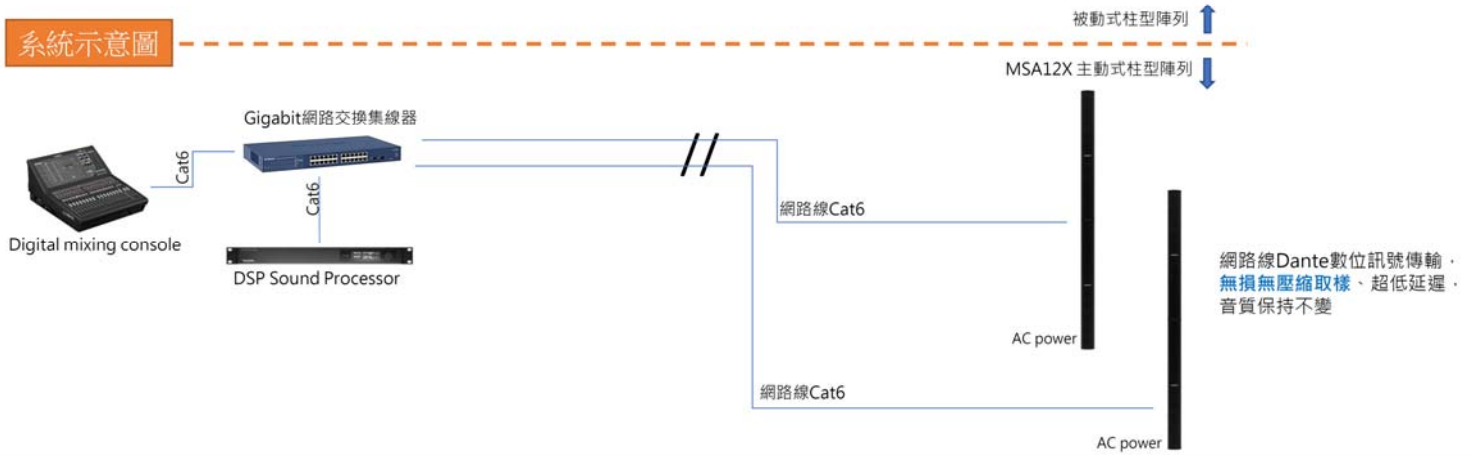 被動式柱型陣列
系統示意圖
MSA12X 主動式柱型陣列
Gigabit網路交換集線器
Cat6
Cat6
網路線Cat6
Digital mixing console
DSP Sound Processor
網路線Dante數位訊號傳輸，
無損無壓縮取樣、超低延遲，
音質保持不變
AC power
網路線Cat6
AC power